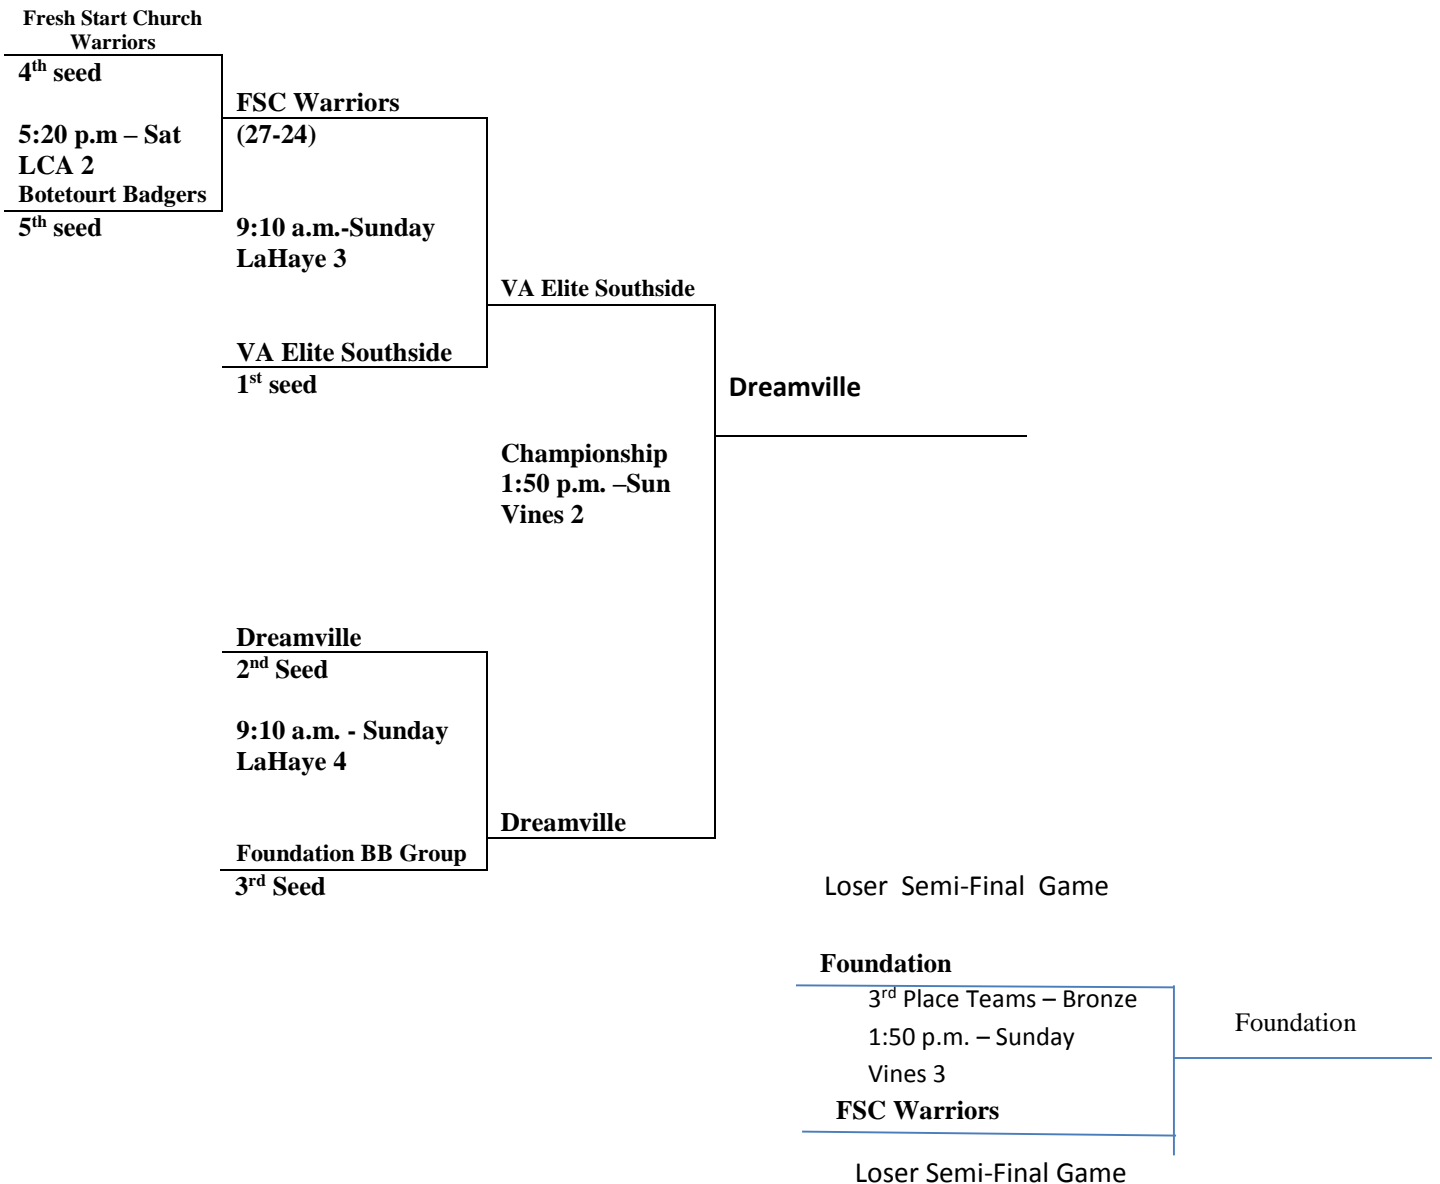 Fresh Start Church
Warriors
4th seed
5:20 p.m – Sat
LCA 2
Botetourt Badgers
5th seed
FSC Warriors
(27-24)
9:10 a.m.-Sunday
LaHaye 3
VA Elite Southside
1st seed
VA Elite Southside
Championship
1:50 p.m. –Sun
Vines 2
Dreamville
Dreamville
2nd Seed
9:10 a.m. - Sunday
LaHaye 4
Foundation BB Group
3rd Seed
Dreamville
Loser Semi-Final Game
Foundation
3rd Place Teams – Bronze
1:50 p.m. – Sunday
Vines 3
FSC Warriors
Loser Semi-Final Game
Foundation